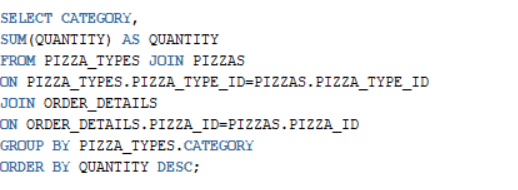 SELECT CATEGORY,
SUM(QUANTITY) AS QUANTITY
FROM PIZZA_TYPES JOIN PIZZAS
ON PIZZA_TYPES.PIZZA_TYPE_ID=PIZZAS.PIZZA_TYPE_ID
JOIN ORDER_DETAILS
ON ORDER_DETAILS.PIZZA_ID=PIZZAS.PIZZA_ID
GROUP BY PIZZA_TYPES.CATEGORY
ORDER BY QUANTITY DESC;